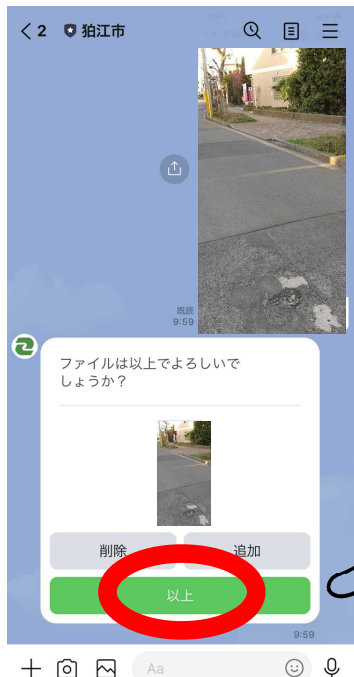 2 狛江市
既読
9:59
ファイルは以上でよろしいで
しょうか？
削除 追加
以上
9:59
Aa